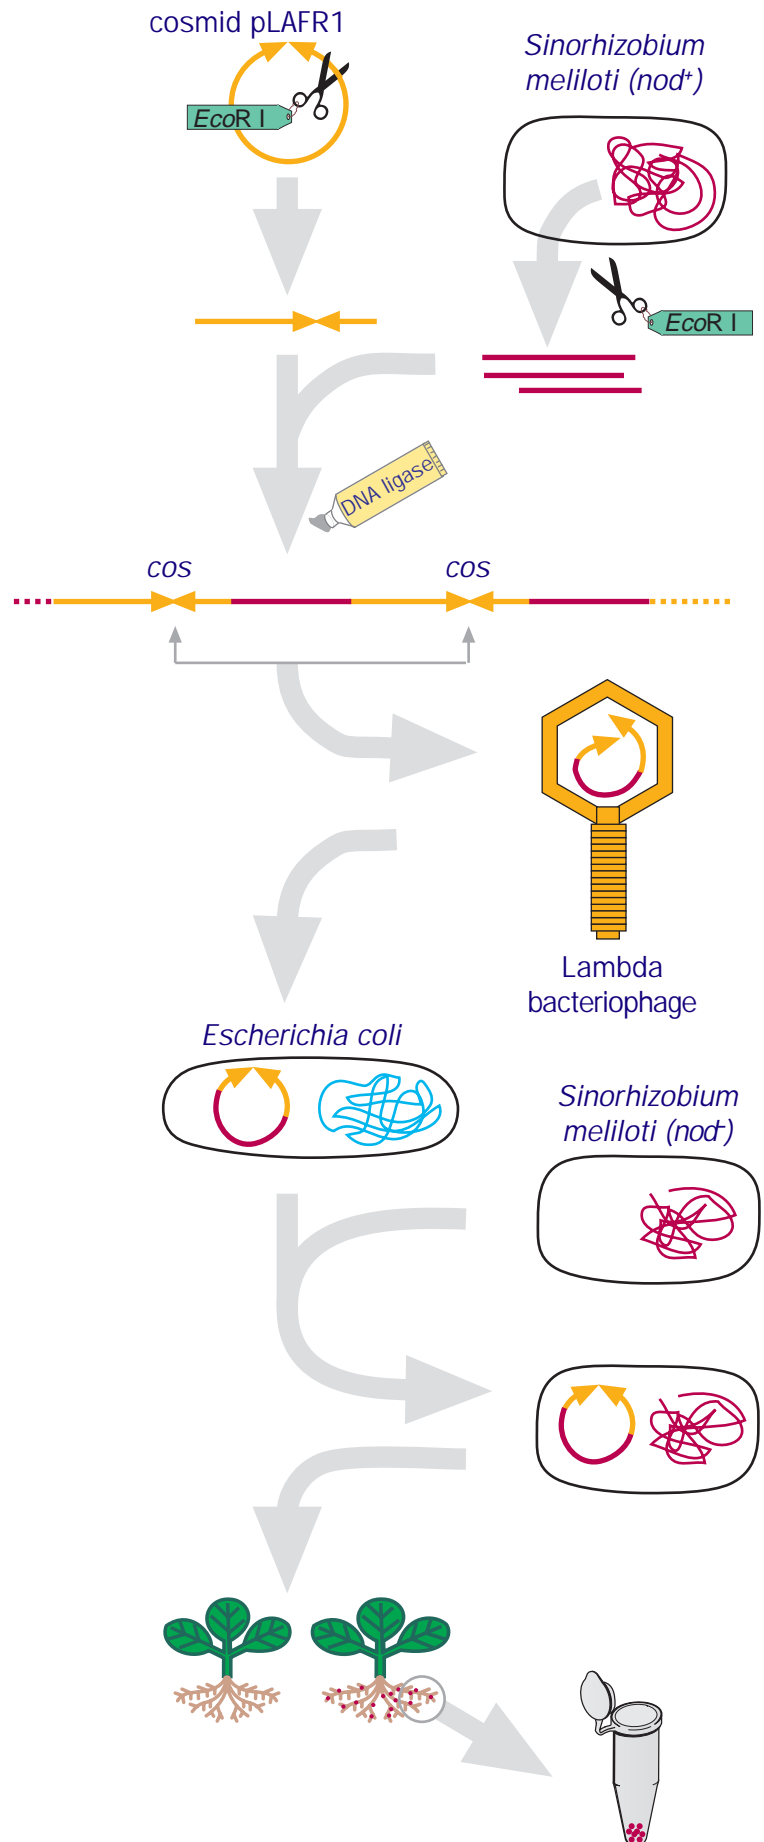 cosmid pLAFR1
Sinorhizobium
meliloti (nod+)
EcoR I
EcoR I
DNA ligase
cos
cos
Lambda
bacteriophage
Escherichia coli
Sinorhizobium
meliloti (nod-)